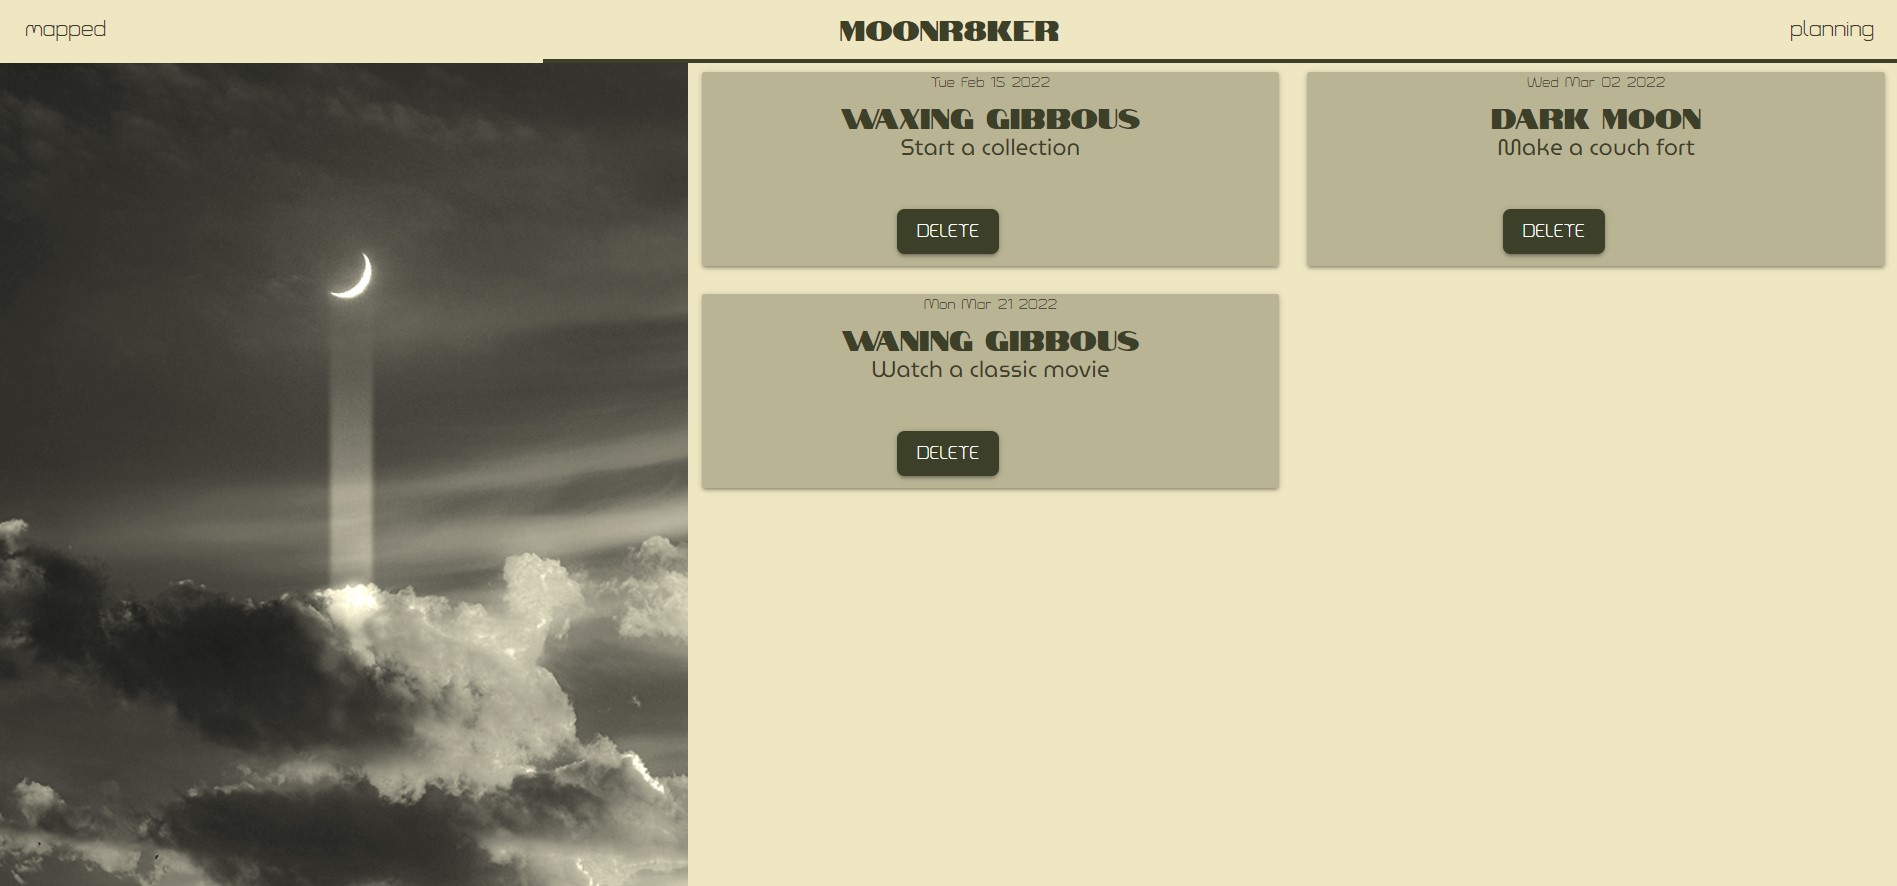 mapped
MOONR8KER
planning
Tue Feb 15 2022
WAXING GIBBOUS
Start a collection
DELETE
Wed Mar 02 2022
DARK MOON
Make a couch fort
DELETE
Mon Mar 21 2022
WANING GIBBOUS
Watch a classic movie
DELETE